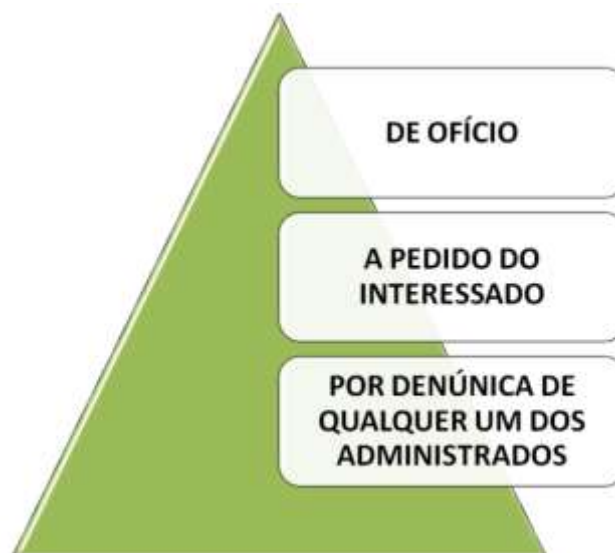 DE OFÍCIO
A PEDIDO DO
INTERESSADO
POR DENÚNICA DE
QUALQUER UM DOS
ADMINISTRADOS